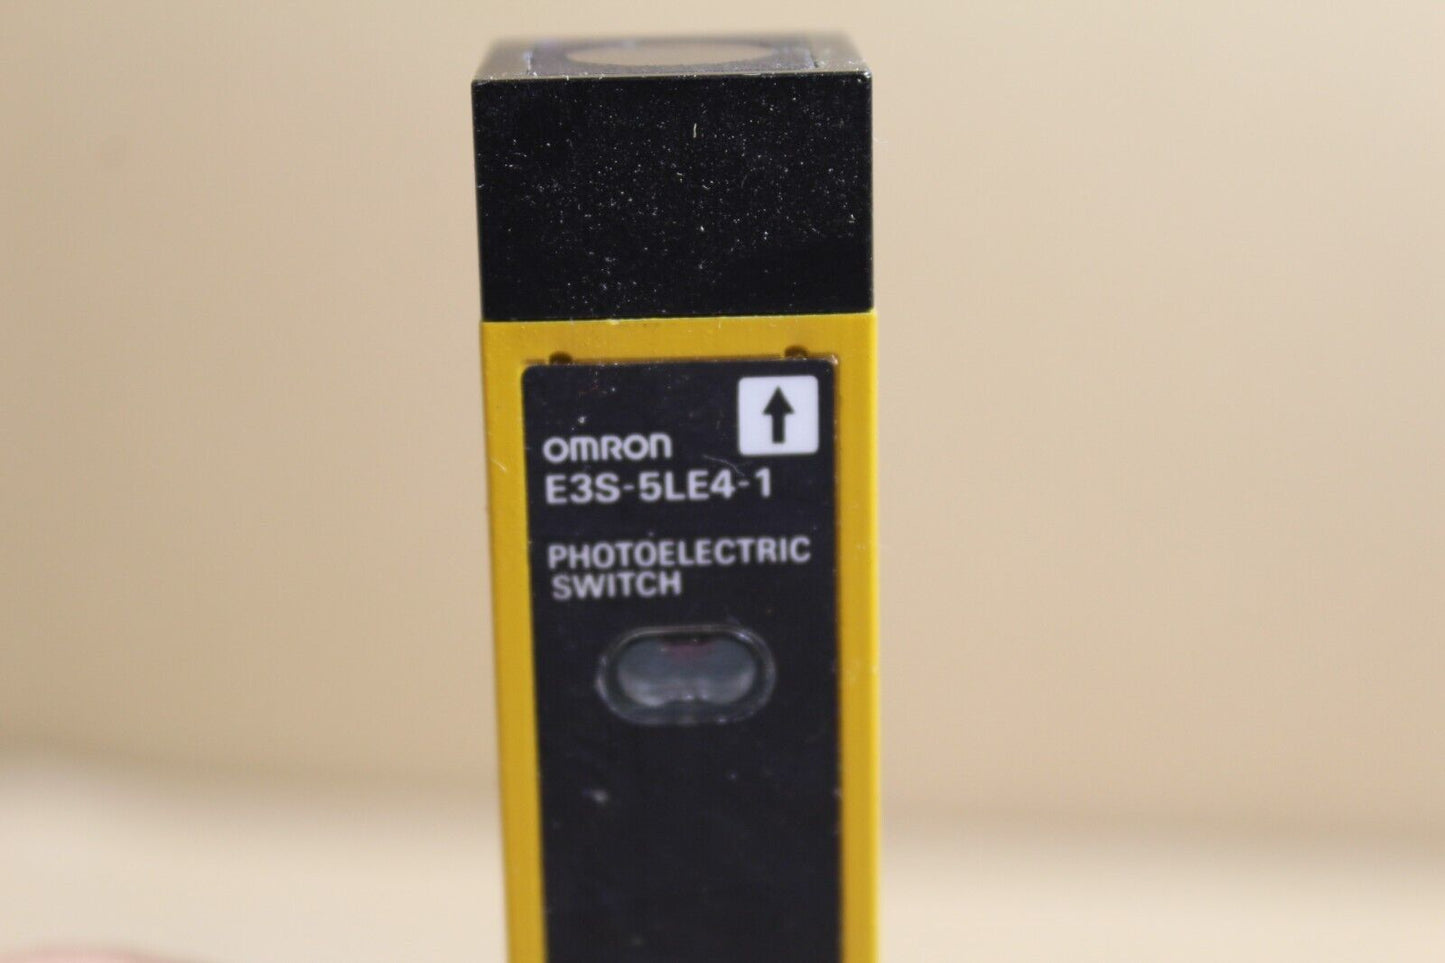 omron
E3S-5LE4-1
PHOTOELECTRIC
SWITCH